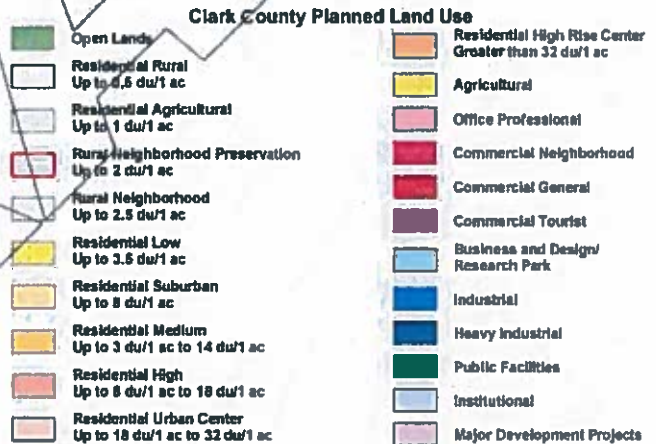 Clark County Planned Land Use
Open Lands
Residential Rural
Up to 0.5 du/1 ac
Residential Agricultural
Up to 1 du/1 ac
Rural Neighborhood Preservation
Up to 2 du/1 ac
Rural Neighborhood
Up to 2.5 du/1 ac
Residential Low
Up to 3.5 du/1 ac
Residential Suburban
Up to 8 du/1 ac
Residential Medium
Up to 3 du/1 ac to 14 du/1 ac
Residential High
Up to 8 du/1 ac to 18 du/1 ac
Residential Urban Center
Up to 18 du/1 ac to 32 du/1 ac
Residential High Rise Center
Greater than 32 du/1 ac
Agricultural
Office Professional
Commercial Neighborhood
Commercial General
Commercial Tourist
Business and Design/
Research Park
Industrial
Heavy Industrial
Public Facilities
Institutional
Major Development Projects